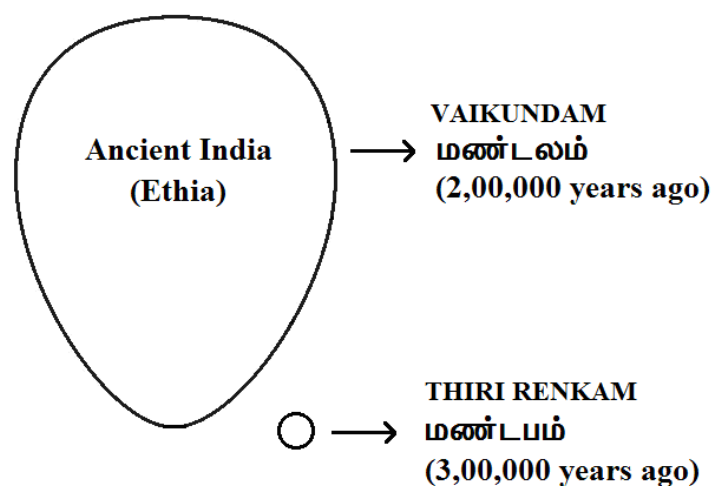 Ancient India
(Ethia)
VAIKUNDAM
மண்டலம்
(2,00,000 years ago)
THIRI RENKAM
மண்டபம்
(3,00,000 years ago)